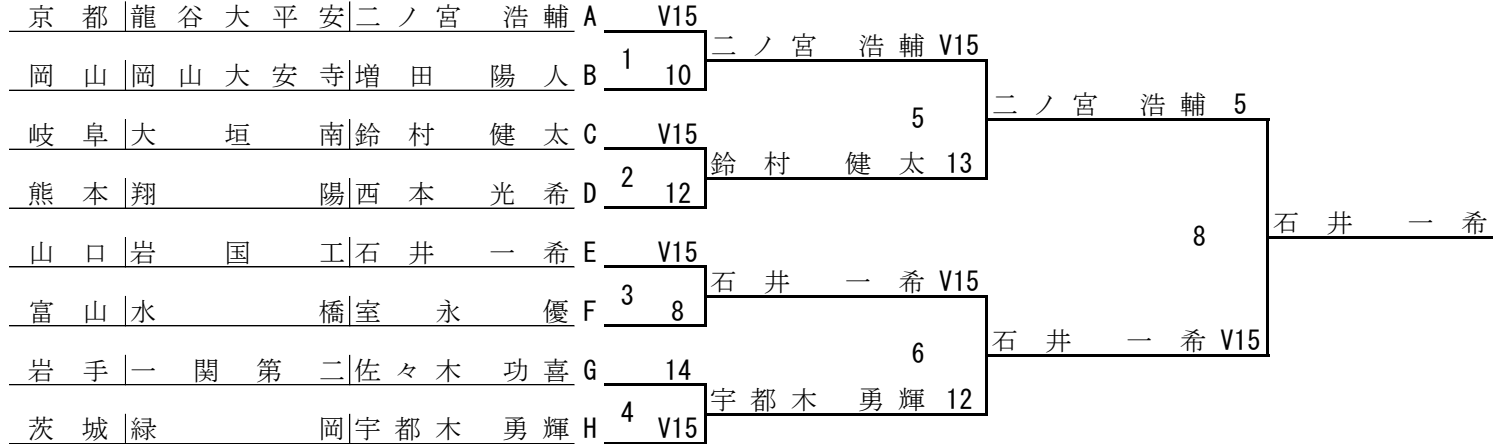 京都 龍谷大平安 二ノ宮 浩輔 A V15
1 二ノ宮 浩輔 V15
岡山 岡山大安寺 増田 陽人 B 10
5 二ノ宮 浩輔 5
岐阜 大垣南 鈴村 健太 C V15
2 鈴村 健太 13
熊本 翔陽 西本 光希 D 12
8 石井 一希
山口 岩国工 石井 一希 E V15
3 石井 一希 V15
富山 水橋 室永 優 F 8
6 石井 一希 V15
岩手 一関第二 佐々木 功喜 G 14
4 宇都木 勇輝 12
茨城 緑岡 宇都木 勇輝 H V15